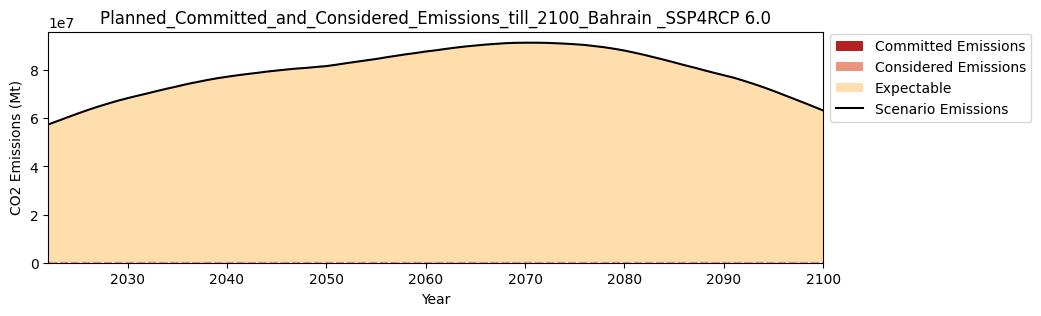 Planned_Committed_and_Considered_Emissions_till_2100_Bahrain _SSP4RCP 6.0
1e7
8
6
4
2
0
CO2 Emissions (Mt)
2030 2040 2050 2060 2070 2080 2090 2100
Year
Committed Emissions
Considered Emissions
Expectable
Scenario Emissions